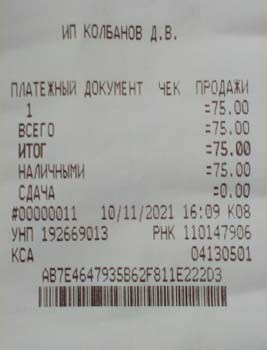 ИП КОЛБАНОВ Д.В.
ПЛАТЕЖНЫЙ ДОКУМЕНТ ЧЕК ПРОДАЖИ
1 =75.00
ВСЕГО =75.00
ИТОГ =75.00
НАЛИЧНЫМИ =75.00
СДАЧА =0.00
#00000011 10/11/2021 16:09 К08
УНП 192669013 РНК 110147906
КСА 04130501
AB7E4647935B62F811E222D3